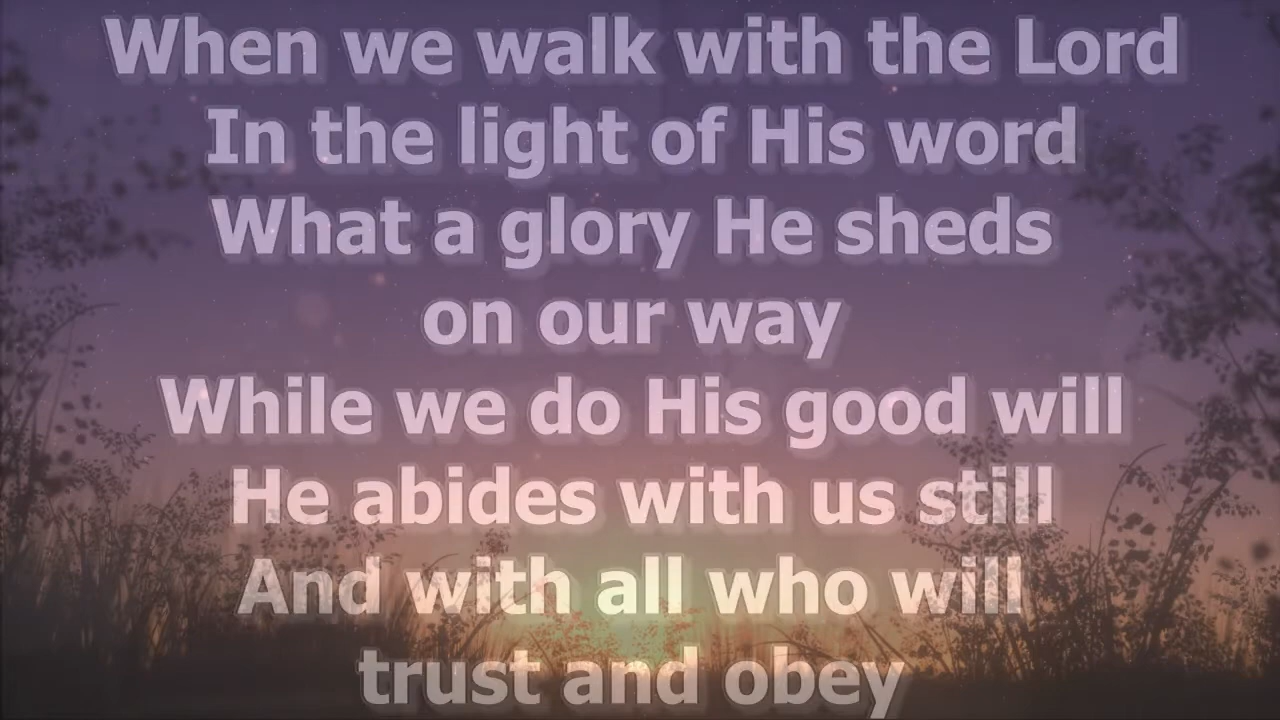 When we walk with the Lord
In the light of His word
What a glory He sheds
on our way
While we do His good will
He abides with us still
And with all who will
trust and obey